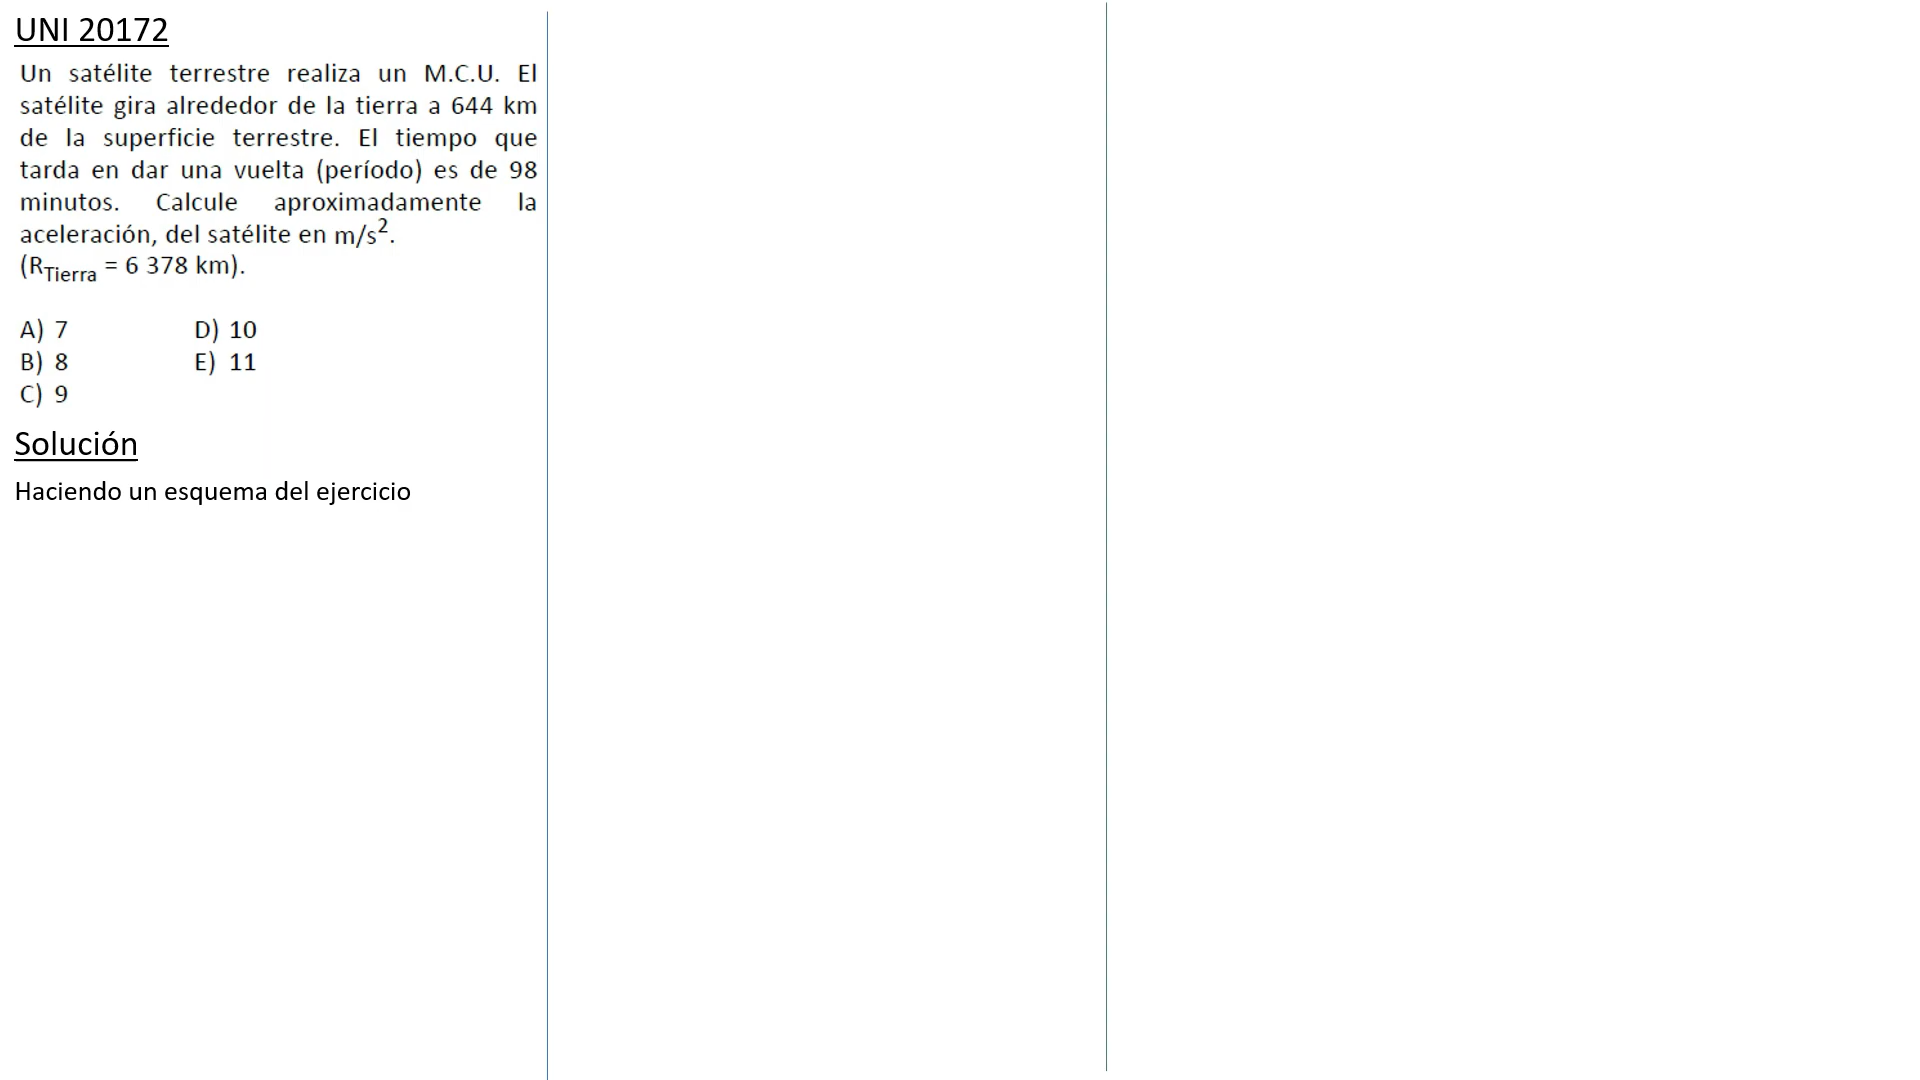 UNI 20172
Un satélite terrestre realiza un M.C.U. El
satélite gira alrededor de la tierra a 644 km
de la superficie terrestre. El tiempo que
tarda en dar una vuelta (período) es de 98
minutos. Calcule aproximadamente la
aceleración, del satélite en m/s².
(R_Tierra = 6 378 km).
A) 7 D) 10
B) 8 E) 11
C) 9
Solución
Haciendo un esquema del ejercicio